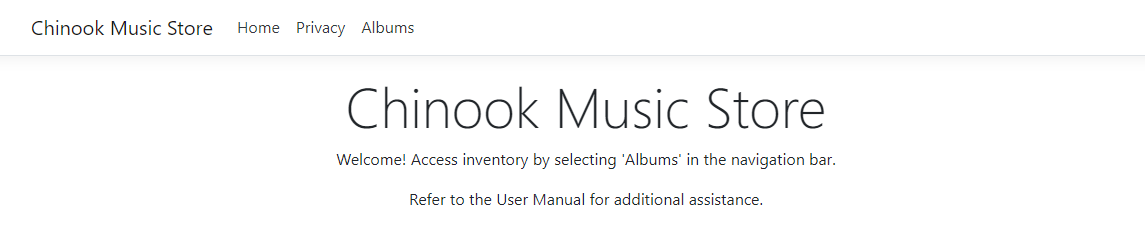 Chinook Music Store Home Privacy Albums
Chinook Music Store
Welcome! Access inventory by selecting 'Albums' in the navigation bar.
Refer to the User Manual for additional assistance.